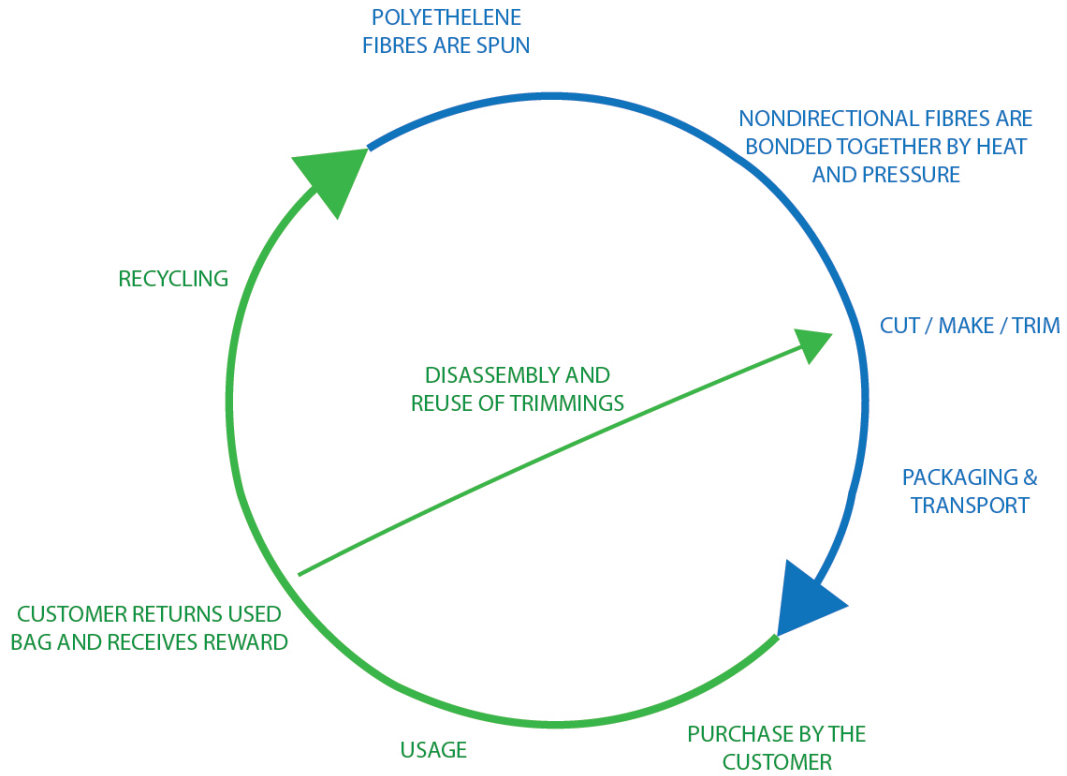 POLYETHELENE
FIBRES ARE SPUN
NONDIRECTIONAL FIBRES ARE
BONDED TOGETHER BY HEAT
AND PRESSURE
CUT / MAKE / TRIM
PACKAGING &
TRANSPORT
PURCHASE BY THE
CUSTOMER
USAGE
CUSTOMER RETURNS USED
BAG AND RECEIVES REWARD
RECYCLING
DISASSEMBLY AND
REUSE OF TRIMMINGS